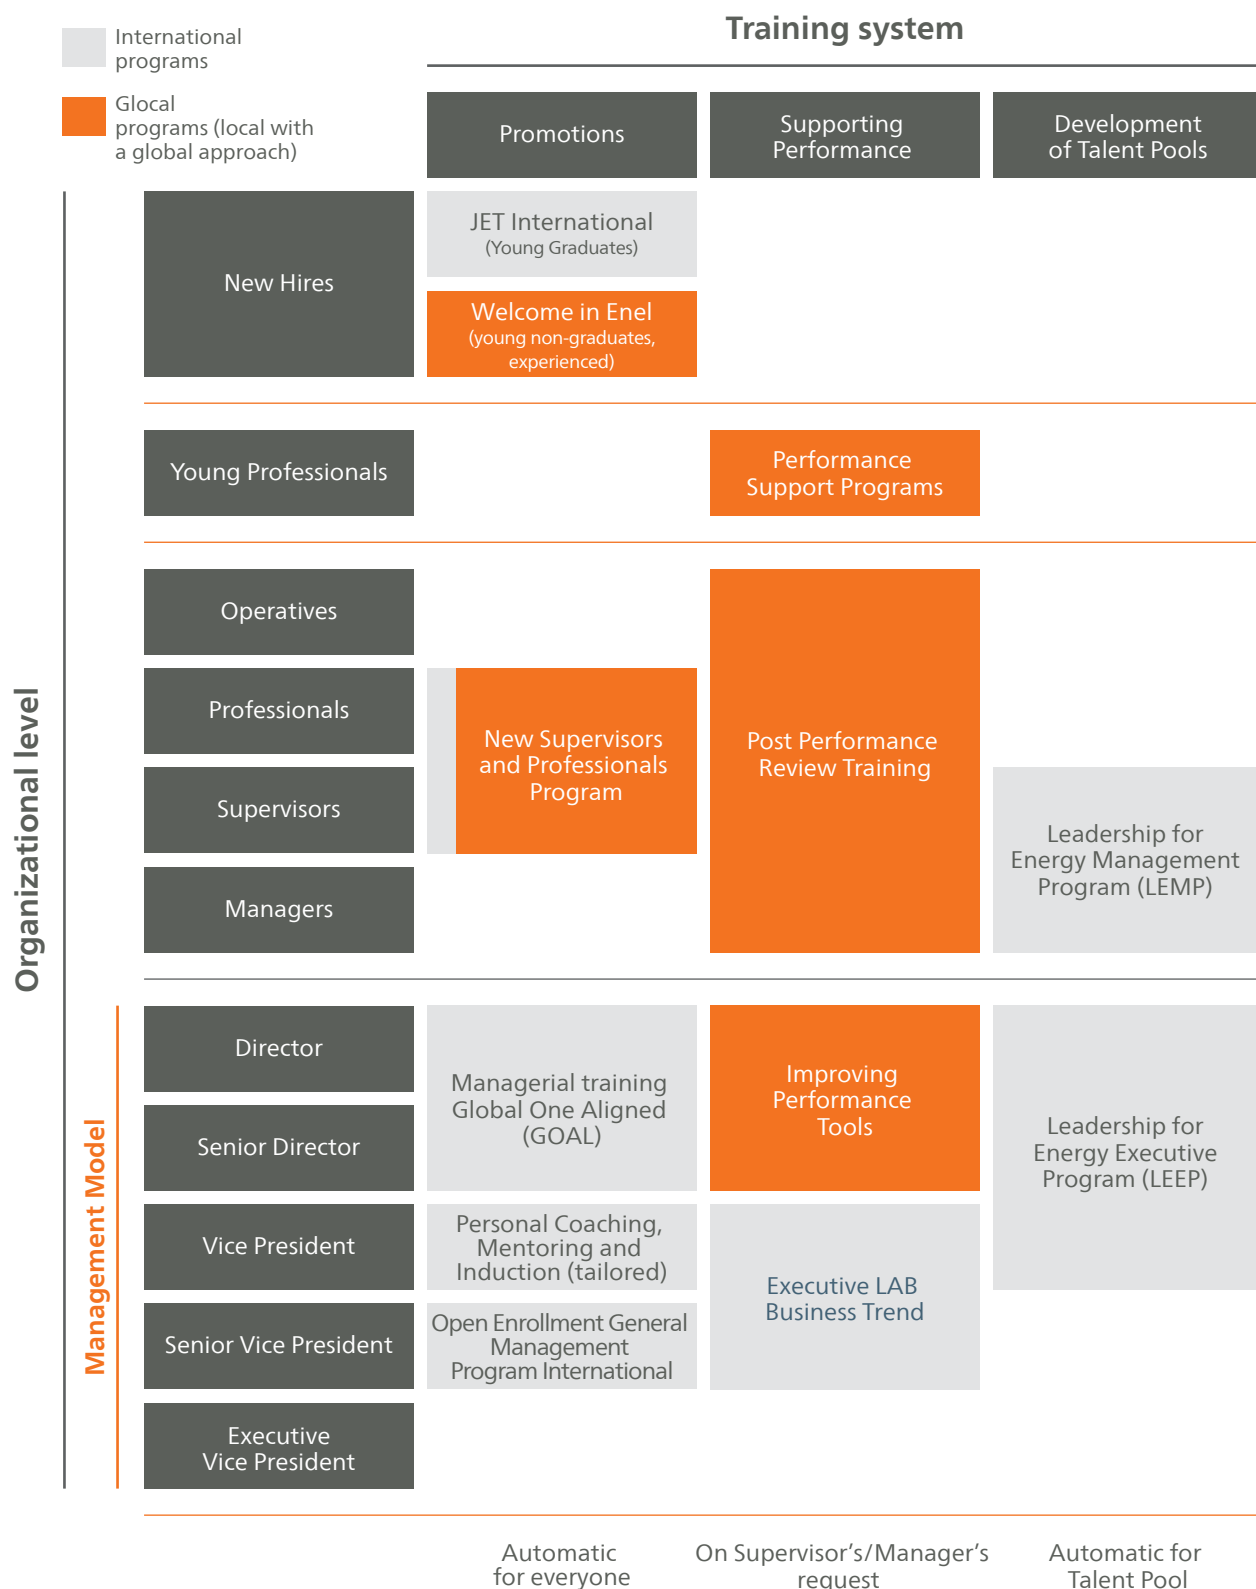 International
programs
Glocal
programs (local with
a global approach)
Training system
Promotions
Supporting
Performance
Development
of Talent Pools
Organizational level
New Hires
JET International
(Young Graduates)
Welcome in Enel
(young non-graduates,
experienced)
Young Professionals
Performance
Support Programs
Operatives
Professionals
Supervisors
Managers
New Supervisors
and Professionals
Program
Post Performance
Review Training
Leadership for
Energy Management
Program (LEMP)
Management Model
Director
Senior Director
Vice President
Senior Vice President
Executive
Vice President
Managerial training
Global One Aligned
(GOAL)
Personal Coaching,
Mentoring and
Induction (tailored)
Open Enrollment General
Management
Program International
Improving
Performance
Tools
Executive LAB
Business Trend
Leadership for
Energy Executive
Program (LEEP)
Automatic
for everyone
On Supervisor's/Manager's
request
Automatic for
Talent Pool